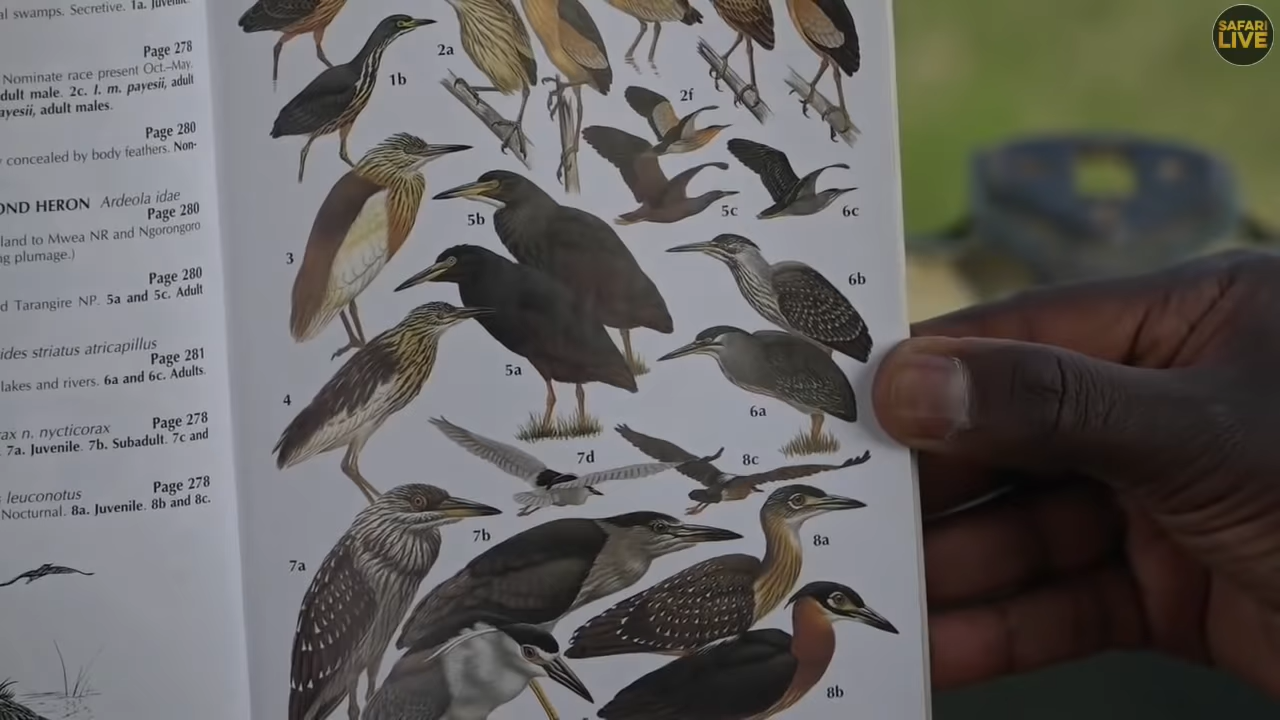 al swamps. Secretive. 1a. Juvenile.
Page 278
Nominate race present Oct.–May.
dult male. 2c. I. m. payesii, adult
ayesii, adult males.
Page 280
concealed by body feathers. Non-
OND HERON Ardeola idae
Page 280
land to Mwea NR and Ngorongoro
ng plumage.)
Page 280
d Tarangire NP. 5a and 5c. Adult
ides striatus atricapillus
Page 281
lakes and rivers. 6a and 6c. Adults.
ax n. nycticorax Page 278
7a. Juvenile. 7b. Subadult. 7c and
leuconotus Page 278
Nocturnal. 8a. Juvenile. 8b and 8c.
2a
1b
2f
5b
5c
6c
3
6b
5a
4
6a
7d
8c
7b
8a
7a
8b
SAFARI
LIVE